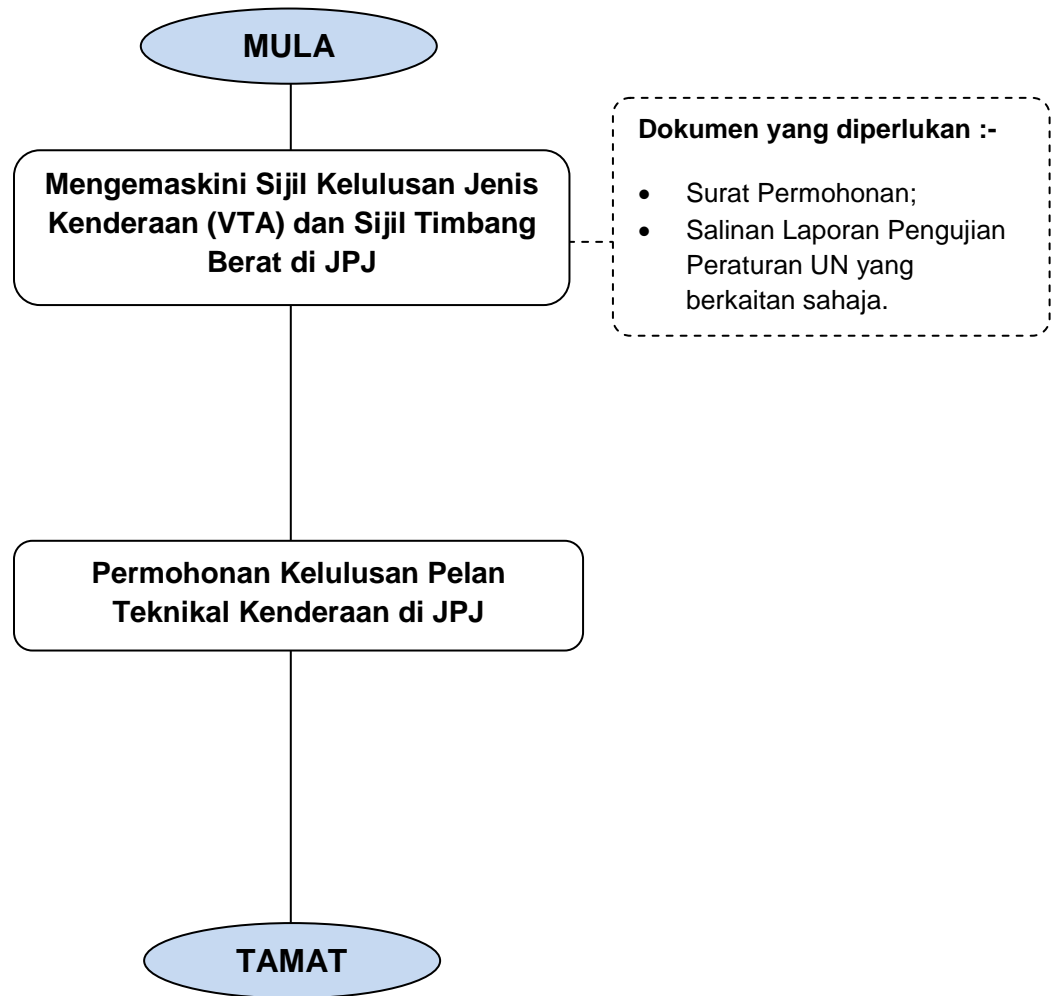 MULA
Mengemaskini Sijil Kelulusan Jenis
Kenderaan (VTA) dan Sijil Timbang
Berat di JPJ
Dokumen yang diperlukan :-
• Surat Permohonan;
• Salinan Laporan Pengujian
Peraturan UN yang
berkaitan sahaja.
Permohonan Kelulusan Pelan
Teknikal Kenderaan di JPJ
TAMAT